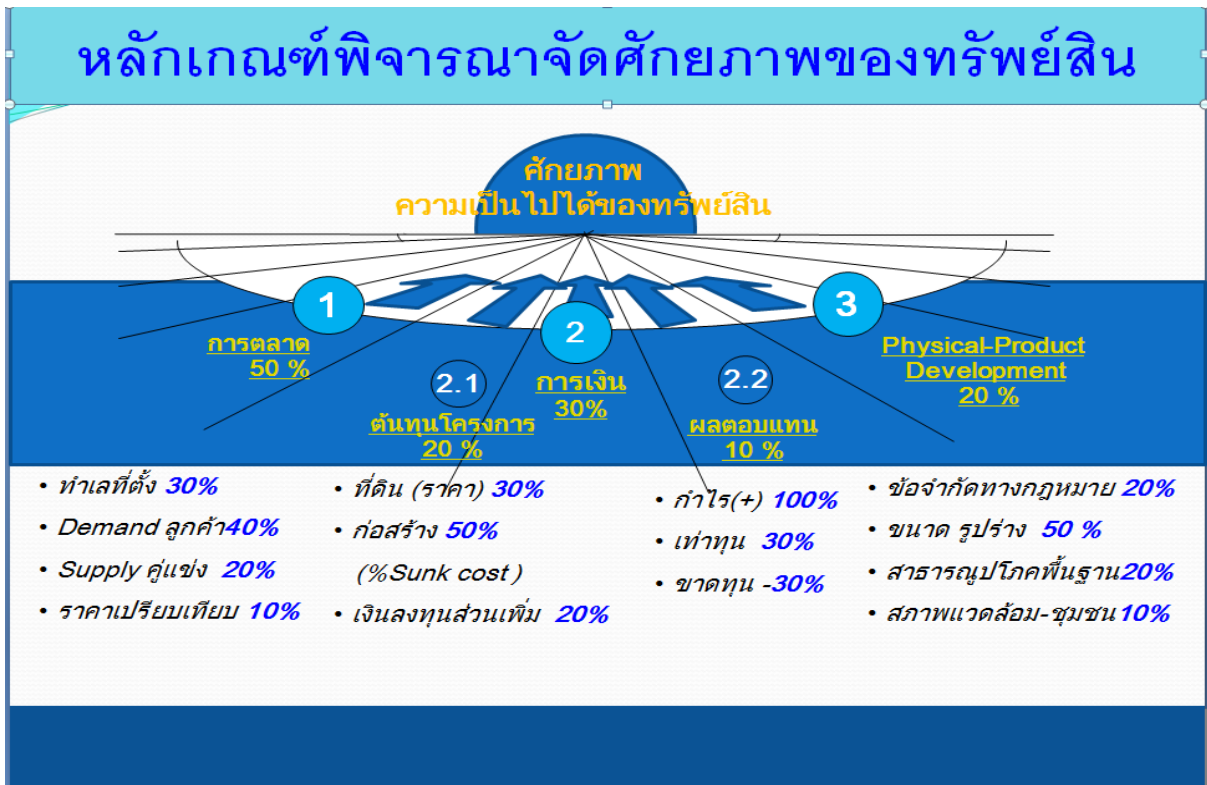 หลักเกณฑ์พิจารณาจัดศักยภาพของทรัพย์สิน
ศักยภาพ
ความเป็นไปได้ของทรัพย์สิน
1
การตลาด
50 %
2
การเงิน
30%
2.1
ต้นทุนโครงการ
20 %
2.2
ผลตอบแทน
10 %
3
Physical-Product
Development
20 %
• ทำเลที่ตั้ง 30%
• Demand ลูกค้า40%
• Supply คู่แข่ง 20%
• ราคาเปรียบเทียบ 10%
• ที่ดิน (ราคา) 30%
• ก่อสร้าง 50%
(%Sunk cost )
• เงินลงทุนส่วนเพิ่ม 20%
• กำไร(+) 100%
• เท่าทุน 30%
• ขาดทุน -30%
• ข้อจำกัดทางกฎหมาย 20%
• ขนาด รูปร่าง 50 %
• สาธารณูปโภคพื้นฐาน20%
• สภาพแวดล้อม-ชุมชน10%